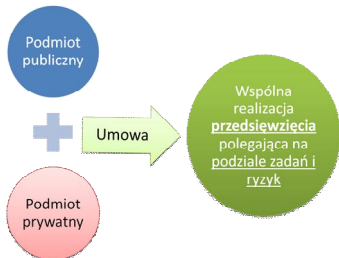 Podmiot
publiczny
Umowa
Podmiot
prywatny
Wspólna
realizacja
przedsięwzięcia
polegająca na
podziale zadań i
ryzyk